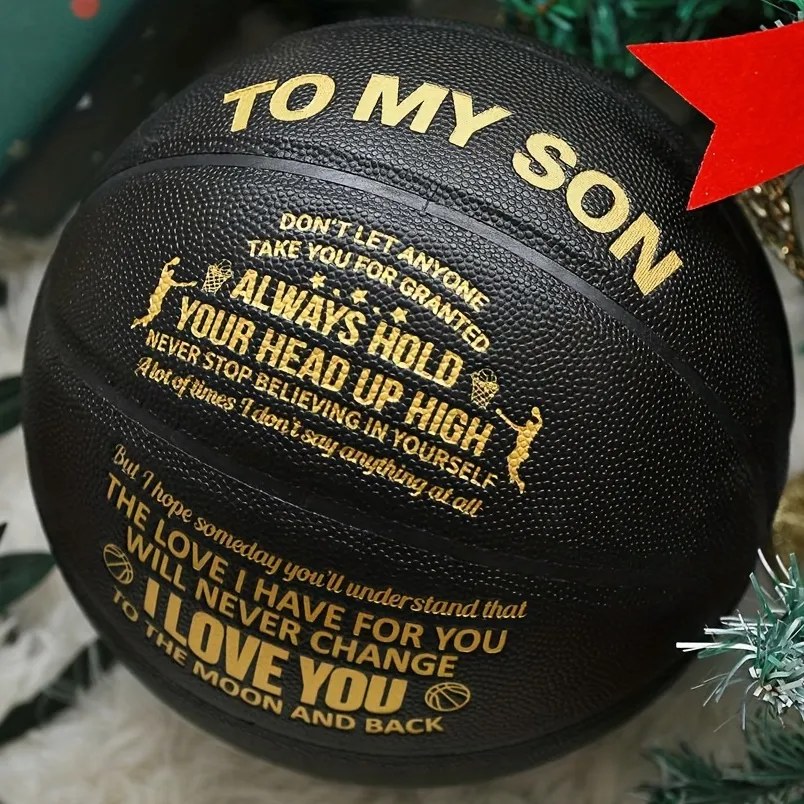 TO MY SON
DON'T LET ANYONE
TAKE YOU FOR GRANTED
ALWAYS HOLD
YOUR HEAD UP HIGH
NEVER STOP BELIEVING IN YOURSELF
A lot of times I don't say anything at all
But I hope someday you'll understand that
THE LOVE I HAVE FOR YOU
WILL NEVER CHANGE
I LOVE YOU
TO THE MOON AND BACK